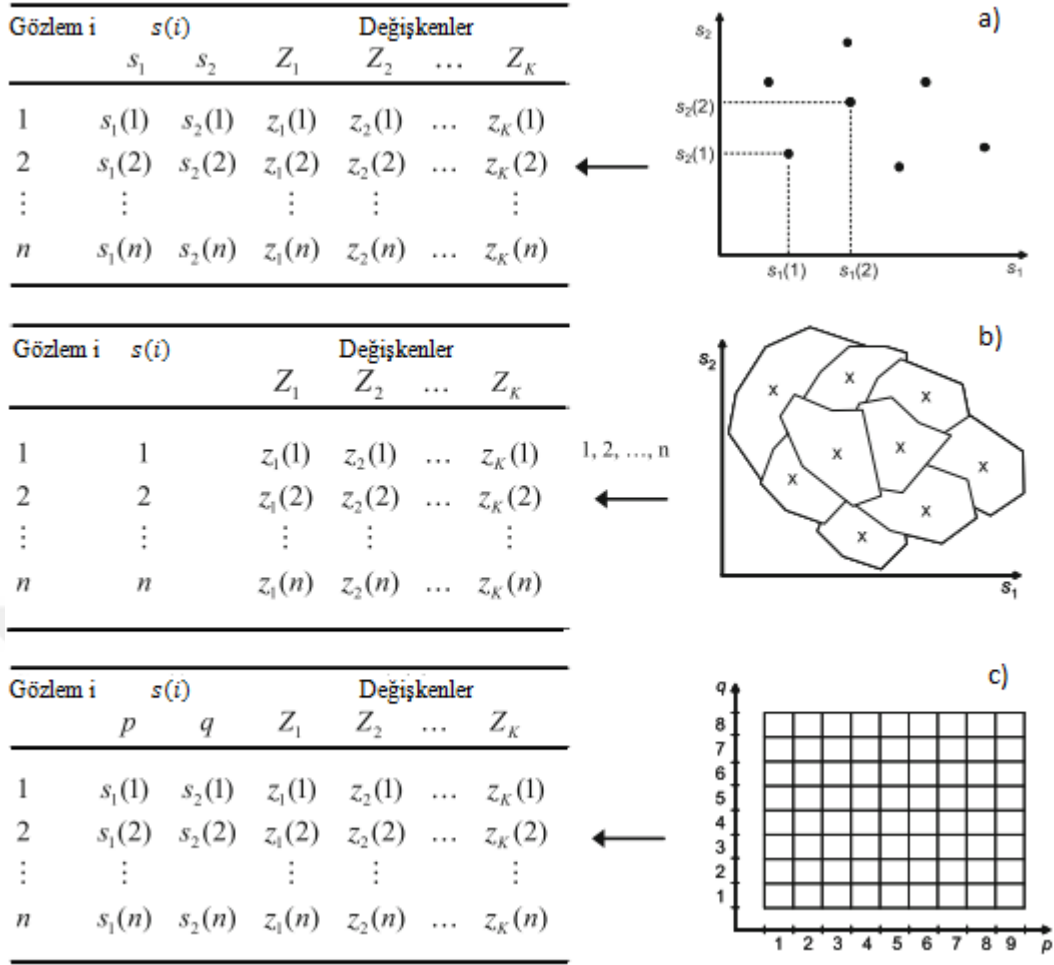 Gözlem i s(i) Değişkenler
s₁ s₂ Z₁ Z₂ … Z_K
1 s₁(1) s₂(1) z₁(1) z₂(1) … z_K(1)
2 s₁(2) s₂(2) z₁(2) z₂(2) … z_K(2)
⋮ ⋮ ⋮ ⋮ ⋮
n s₁(n) s₂(n) z₁(n) z₂(n) … z_K(n)
a)
s₂
s₂(2)
s₂(1)
s₁(1) s₁(2) s₁
Gözlem i s(i) Değişkenler
Z₁ Z₂ … Z_K
1 1 z₁(1) z₂(1) … z_K(1)
2 2 z₁(2) z₂(2) … z_K(2)
⋮ ⋮ ⋮ ⋮ ⋮
n n z₁(n) z₂(n) … z_K(n)
1, 2, …, n
b)
s₂
x
x x
x x
x
x
x
x
s₁
Gözlem i s(i) Değişkenler
p q Z₁ Z₂ … Z_K
1 s₁(1) s₂(1) z₁(1) z₂(1) … z_K(1)
2 s₁(2) s₂(2) z₁(2) z₂(2) … z_K(2)
⋮ ⋮ ⋮ ⋮ ⋮
n s₁(n) s₂(n) z₁(n) z₂(n) … z_K(n)
c)
q
8
7
6
5
4
3
2
1
1 2 3 4 5 6 7 8 9 p